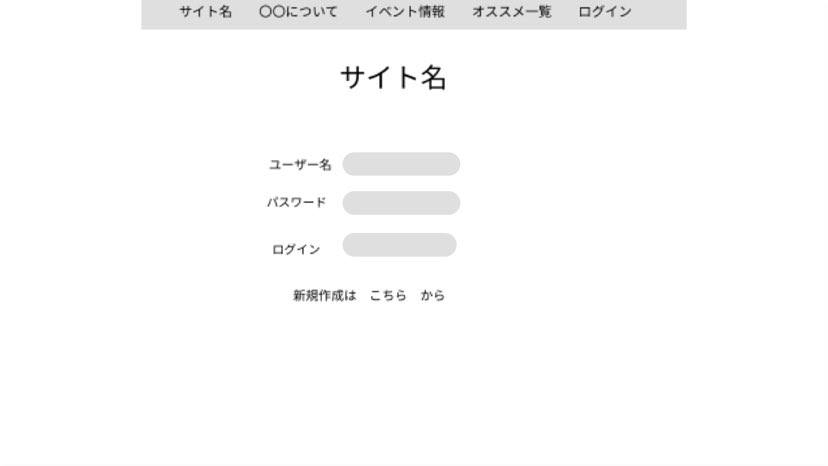 サイト名　〇〇について　イベント情報　オススメ一覧　ログイン
サイト名
ユーザー名
パスワード
ログイン
新規作成は　こちら　から